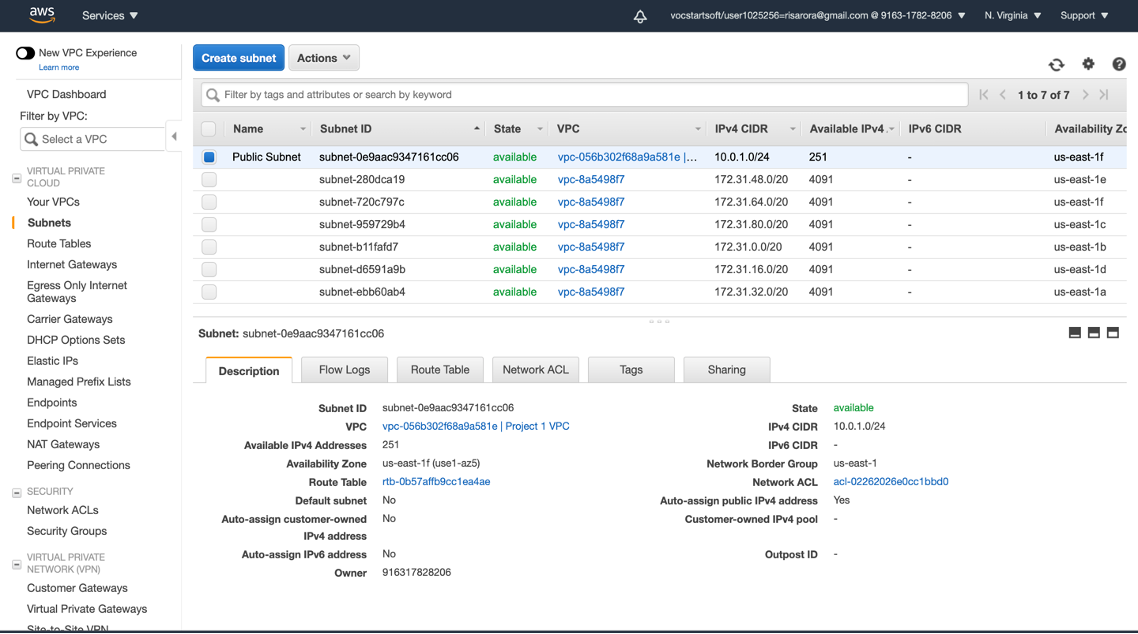 aws Services ▼ vocstartsoft/user1025256=risarora@gmail.com @ 9163-1782-8206 ▼ N. Virginia ▼ Support ▼
New VPC Experience
Learn more
VPC Dashboard
Filter by VPC:
Select a VPC
VIRTUAL PRIVATE
CLOUD
Your VPCs
Subnets
Route Tables
Internet Gateways
Egress Only Internet
Gateways
Carrier Gateways
DHCP Options Sets
Elastic IPs
Managed Prefix Lists
Endpoints
Endpoint Services
NAT Gateways
Peering Connections
SECURITY
Network ACLs
Security Groups
VIRTUAL PRIVATE
NETWORK (VPN)
Customer Gateways
Virtual Private Gateways
Site-to-Site VPN
Create subnet Actions
Filter by tags and attributes or search by keyword 1 to 7 of 7
Name Subnet ID State VPC IPv4 CIDR Available IPv4 IPv6 CIDR Availability Zo
Public Subnet subnet-0e9aac9347161cc06 available vpc-056b302f68a9a581e |... 10.0.1.0/24 251 - us-east-1f
subnet-280dca19 available vpc-8a5498f7 172.31.48.0/20 4091 - us-east-1e
subnet-720c797c available vpc-8a5498f7 172.31.64.0/20 4091 - us-east-1f
subnet-959729b4 available vpc-8a5498f7 172.31.80.0/20 4091 - us-east-1c
subnet-b11fafd7 available vpc-8a5498f7 172.31.0.0/20 4091 - us-east-1b
subnet-d6591a9b available vpc-8a5498f7 172.31.16.0/20 4091 - us-east-1d
subnet-ebb60ab4 available vpc-8a5498f7 172.31.32.0/20 4091 - us-east-1a
Subnet: subnet-0e9aac9347161cc06
Description Flow Logs Route Table Network ACL Tags Sharing
Subnet ID subnet-0e9aac9347161cc06 State available
VPC vpc-056b302f68a9a581e | Project 1 VPC IPv4 CIDR 10.0.1.0/24
Available IPv4 Addresses 251 IPv6 CIDR -
Availability Zone us-east-1f (use1-az5) Network Border Group us-east-1
Route Table rtb-0b57affb9cc1ea4ae Network ACL acl-02262026e0cc1bbd0
Default subnet No Auto-assign public IPv4 address Yes
Auto-assign customer-owned No Customer-owned IPv4 pool -
IPv4 address
Auto-assign IPv6 address No Outpost ID -
Owner 916317828206